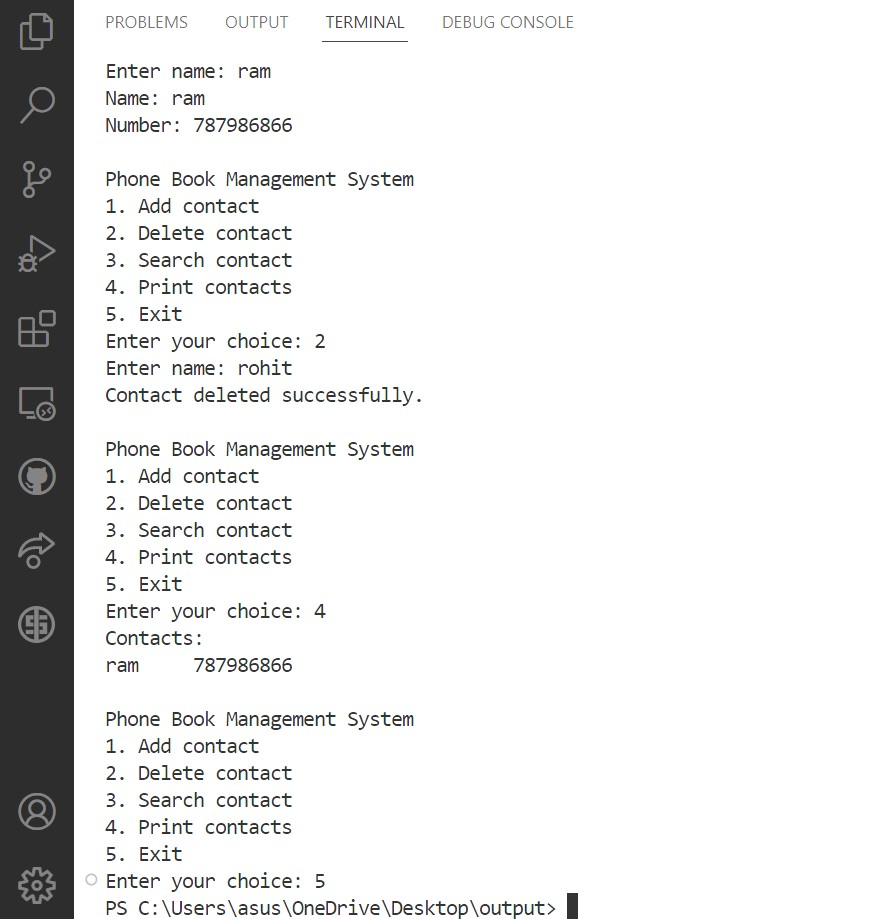 PROBLEMS OUTPUT TERMINAL DEBUG CONSOLE
Enter name: ram
Name: ram
Number: 787986866
Phone Book Management System
1. Add contact
2. Delete contact
3. Search contact
4. Print contacts
5. Exit
Enter your choice: 2
Enter name: rohit
Contact deleted successfully.
Phone Book Management System
1. Add contact
2. Delete contact
3. Search contact
4. Print contacts
5. Exit
Enter your choice: 4
Contacts:
ram     787986866
Phone Book Management System
1. Add contact
2. Delete contact
3. Search contact
4. Print contacts
5. Exit
Enter your choice: 5
PS C:\Users\asus\OneDrive\Desktop\output>